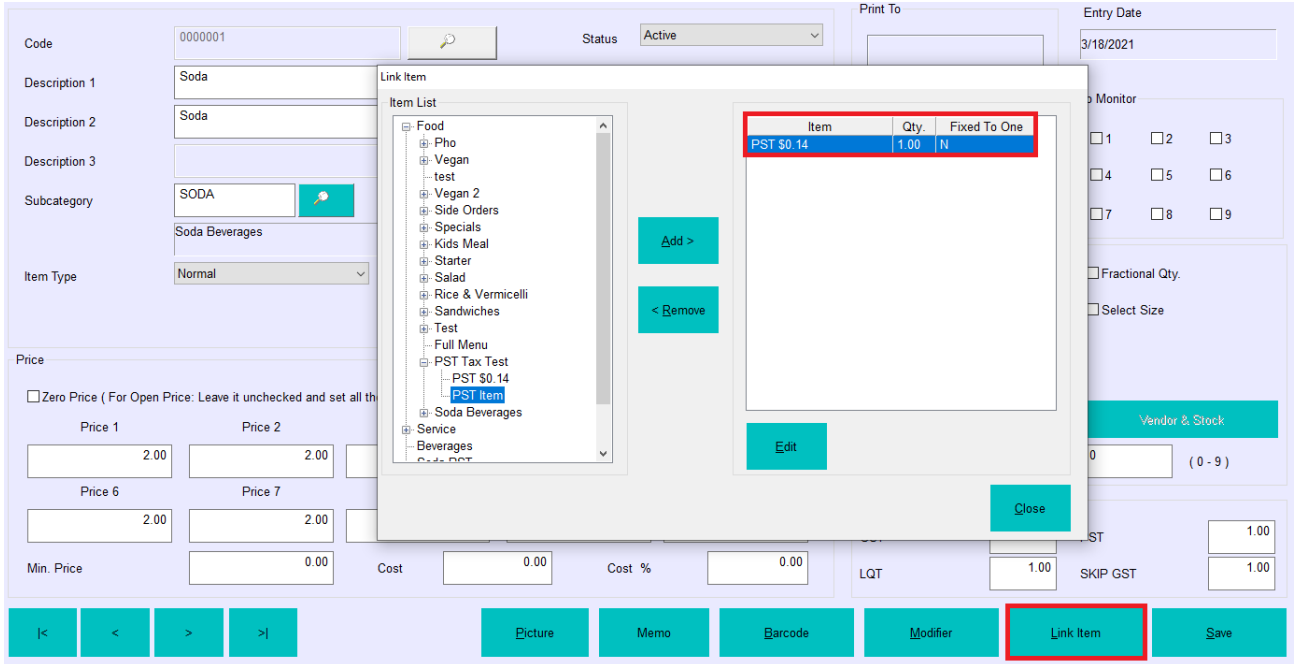 Print To
Entry Date
Code
0000001
Status
Active
3/18/2021
Description 1
Soda
Description 2
Soda
Description 3
Subcategory
SODA
Soda Beverages
Item Type
Normal
Monitor
1 2 3
4 5 6
7 8 9
Fractional Qty.
Select Size
Link Item
Item List
Food
Pho
Vegan
test
Vegan 2
Side Orders
Specials
Kids Meal
Starter
Salad
Rice & Vermicelli
Sandwiches
Test
Full Menu
PST Tax Test
PST $0.14
PST Item
Soda Beverages
Service
Beverages
Soda PST
Add >
< Remove
Item Qty. Fixed To One
PST $0.14 1.00 N
Edit
Close
Price
Zero Price ( For Open Price: Leave it unchecked and set all th
Price 1 Price 2
2.00 2.00
Price 6 Price 7
2.00 2.00
Min. Price 0.00 Cost 0.00 Cost % 0.00
Vendor & Stock
0 ( 0 - 9 )
1.00
LQT 1.00 SKIP GST 1.00
|< < > >| Picture Memo Barcode Modifier Link Item Save